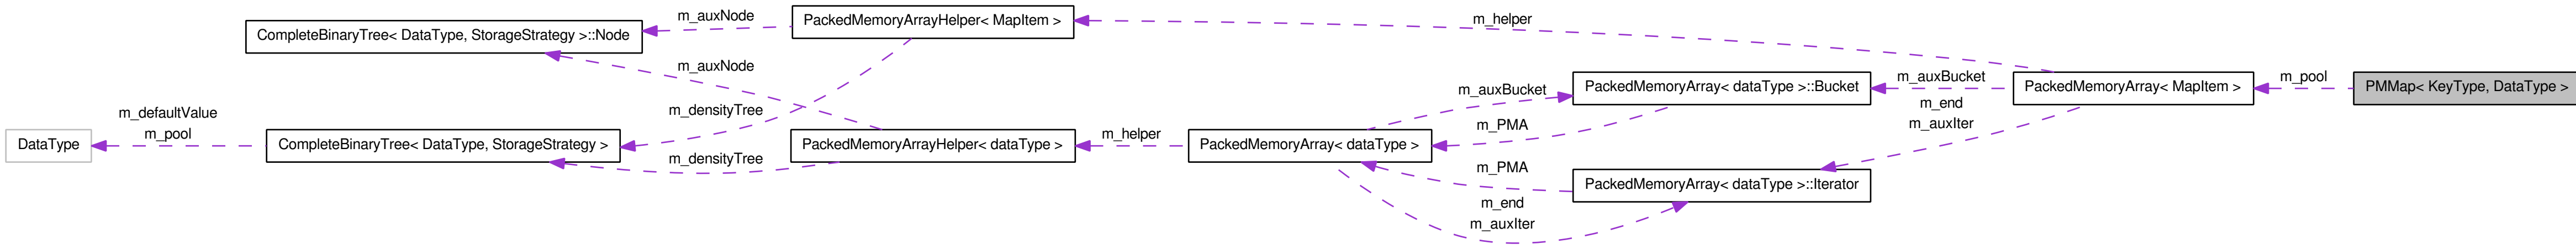 m_auxNode
PackedMemoryArrayHelper< MapItem >
m_helper
CompleteBinaryTree< DataType, StorageStrategy >::Node
m_auxNode
m_auxBucket
PackedMemoryArray< dataType >::Bucket
m_auxBucket
PackedMemoryArray< MapItem >
m_pool
PMMap< KeyType, DataType >
m_defaultValue
m_pool
m_densityTree
m_end
m_auxIter
m_PMA
DataType
CompleteBinaryTree< DataType, StorageStrategy >
PackedMemoryArrayHelper< dataType >
m_helper
PackedMemoryArray< dataType >
m_densityTree
m_PMA
PackedMemoryArray< dataType >::Iterator
m_end
m_auxIter